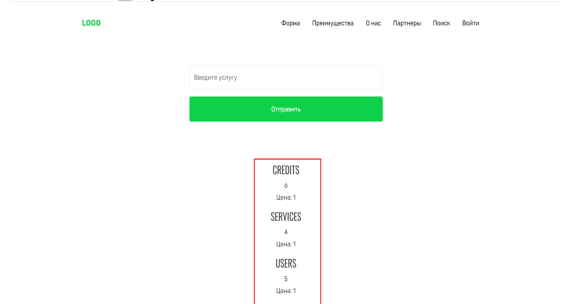 LOGO
Форма Преимущества О нас Партнеры Поиск Войти
Введите услугу
Отправить
CREDITS
6
Цена: 1
SERVICES
4
Цена: 1
USERS
5
Цена: 1